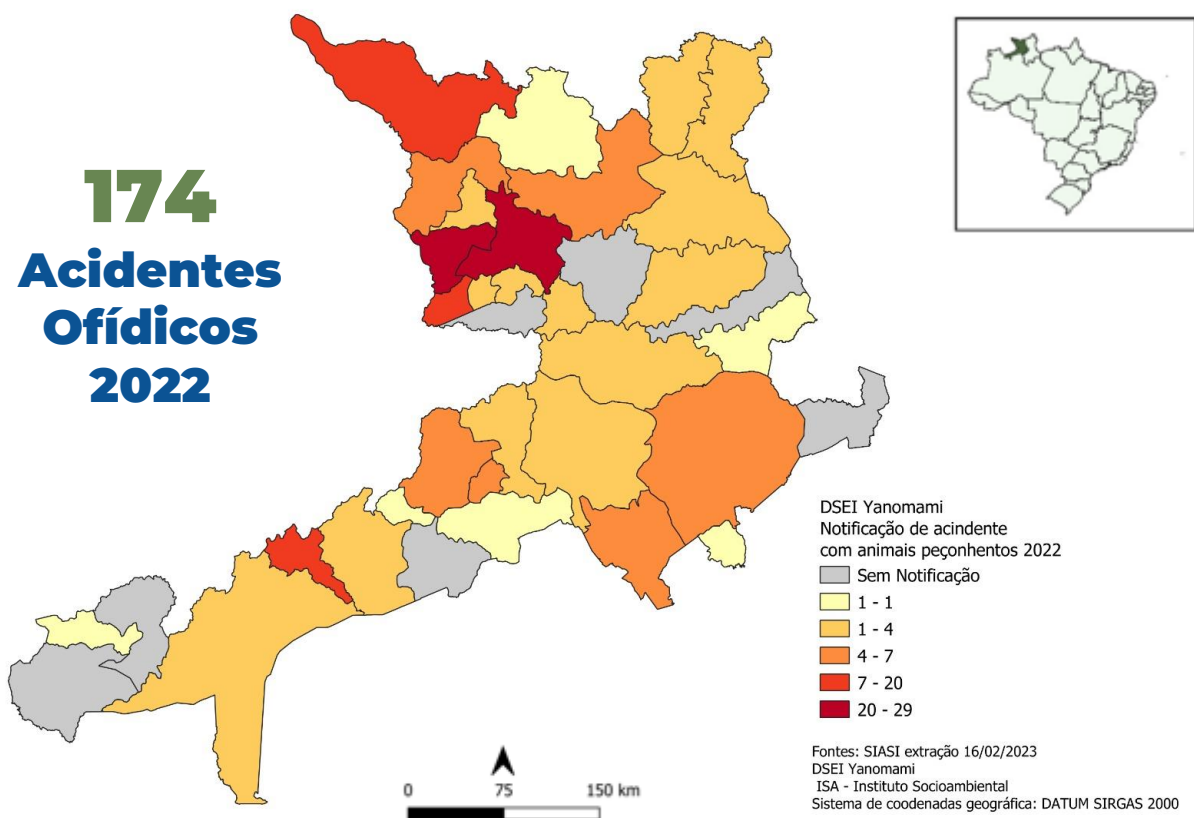 174
Acidentes
Ofídicos
2022
DSEI Yanomami
Notificação de acindente
com animais peçonhentos 2022
Sem Notificação
1 - 1
1 - 4
4 - 7
7 - 20
20 - 29
0 75 150 km
Fontes: SIASI extração 16/02/2023
DSEI Yanomami
ISA - Instituto Socioambiental
Sistema de coodenadas geográfica: DATUM SIRGAS 2000